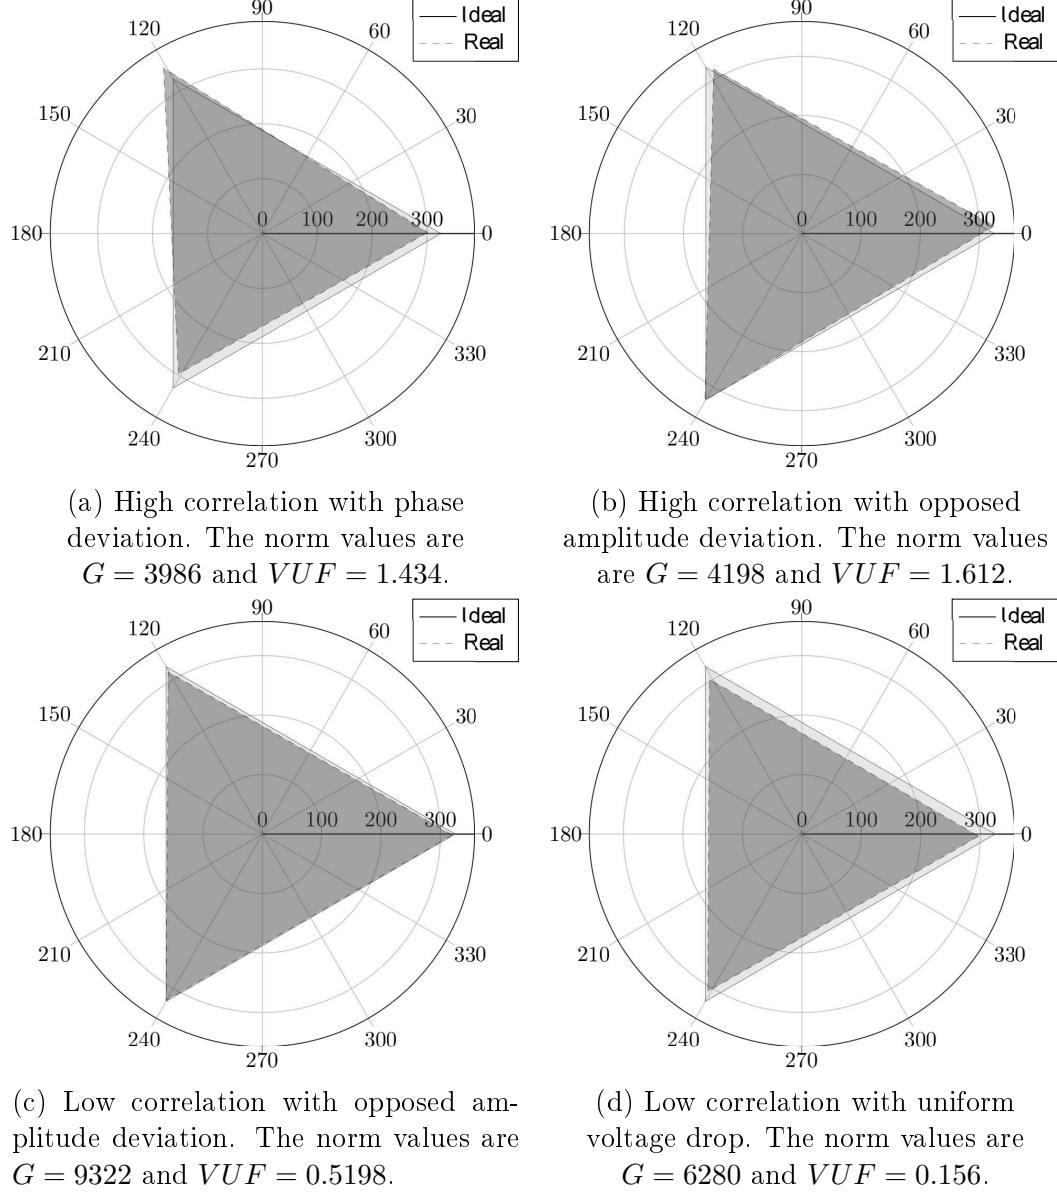 90
120
60
Ideal
Real
150
30
180
0 100 200 300
0
210
330
240
300
270
(a) High correlation with phase
deviation. The norm values are
G = 3986 and VUF = 1.434.
90
120
60
Ideal
Real
150
30
180
0 100 200 300
0
210
330
240
300
270
(b) High correlation with opposed
amplitude deviation. The norm values
are G = 4198 and VUF = 1.612.
90
120
60
Ideal
Real
150
30
180
0 100 200 300
0
210
330
240
300
270
(c) Low correlation with opposed am-
plitude deviation. The norm values are
G = 9322 and VUF = 0.5198.
90
120
60
Ideal
Real
150
30
180
0 100 200 300
0
210
330
240
300
270
(d) Low correlation with uniform
voltage drop. The norm values are
G = 6280 and VUF = 0.156.